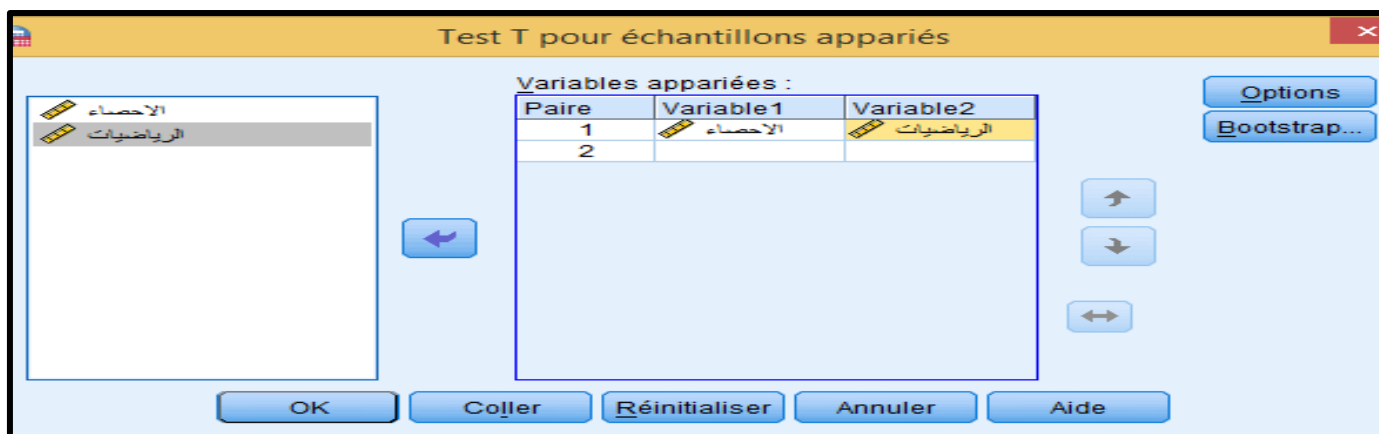 Test T pour échantillons appariés
Variables appariées :
Options
Bootstrap...
الاحصاء
الرياضيات
Paire Variable1 Variable2
1 الاحصاء الرياضيات
2
OK Coller Réinitialiser Annuler Aide